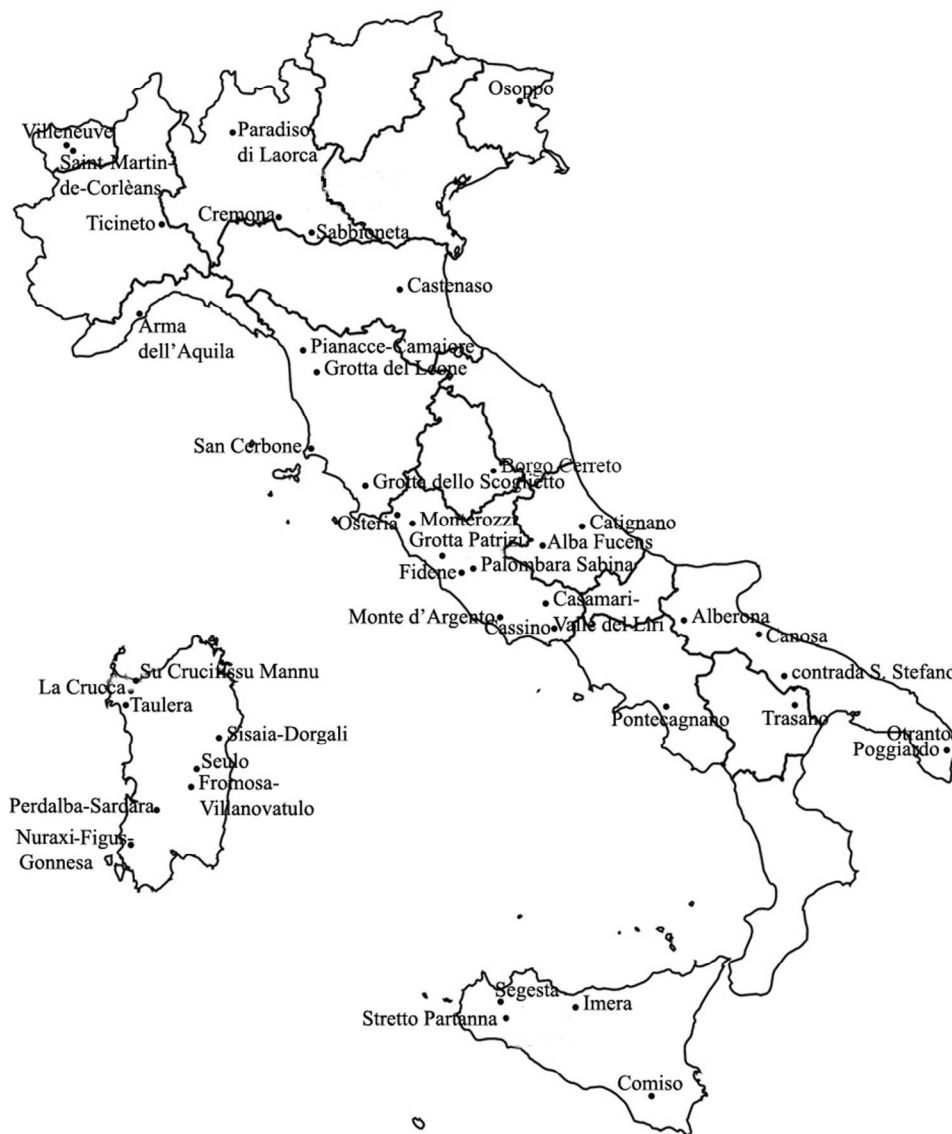 Osoppo
Villeneuve
Paradiso
di Laorca
Saint Martin-
de-Corlèans
Ticineto
Cremona
Sabbioneta
Castenaso
Arma
dell'Aquila
Pianacce-Camaiore
Grotta del Leone
San Cerbone
Borgo Cerreto
Grotta dello Scoglietto
Osteria
Monterozzi
Catignano
Grotta Patrizi
Alba Fucens
Fidene
Palombara Sabina
Casamari-
Valle del Liri
Monte d'Argento
Cassino
Alberona
Canosa
Su Crucifissu Mannu
La Crucca
Taulera
contrada S. Stefano
Pontecagnano
Trasano
Otranto
Poggiardo
Sisaia-Dorgali
Seulo
Fromosa-
Villanovatulo
Perdalba-Sardara
Nuraxi-Figus-
Gonnesa
Segesta
Imera
Stretto Partanna
Comiso